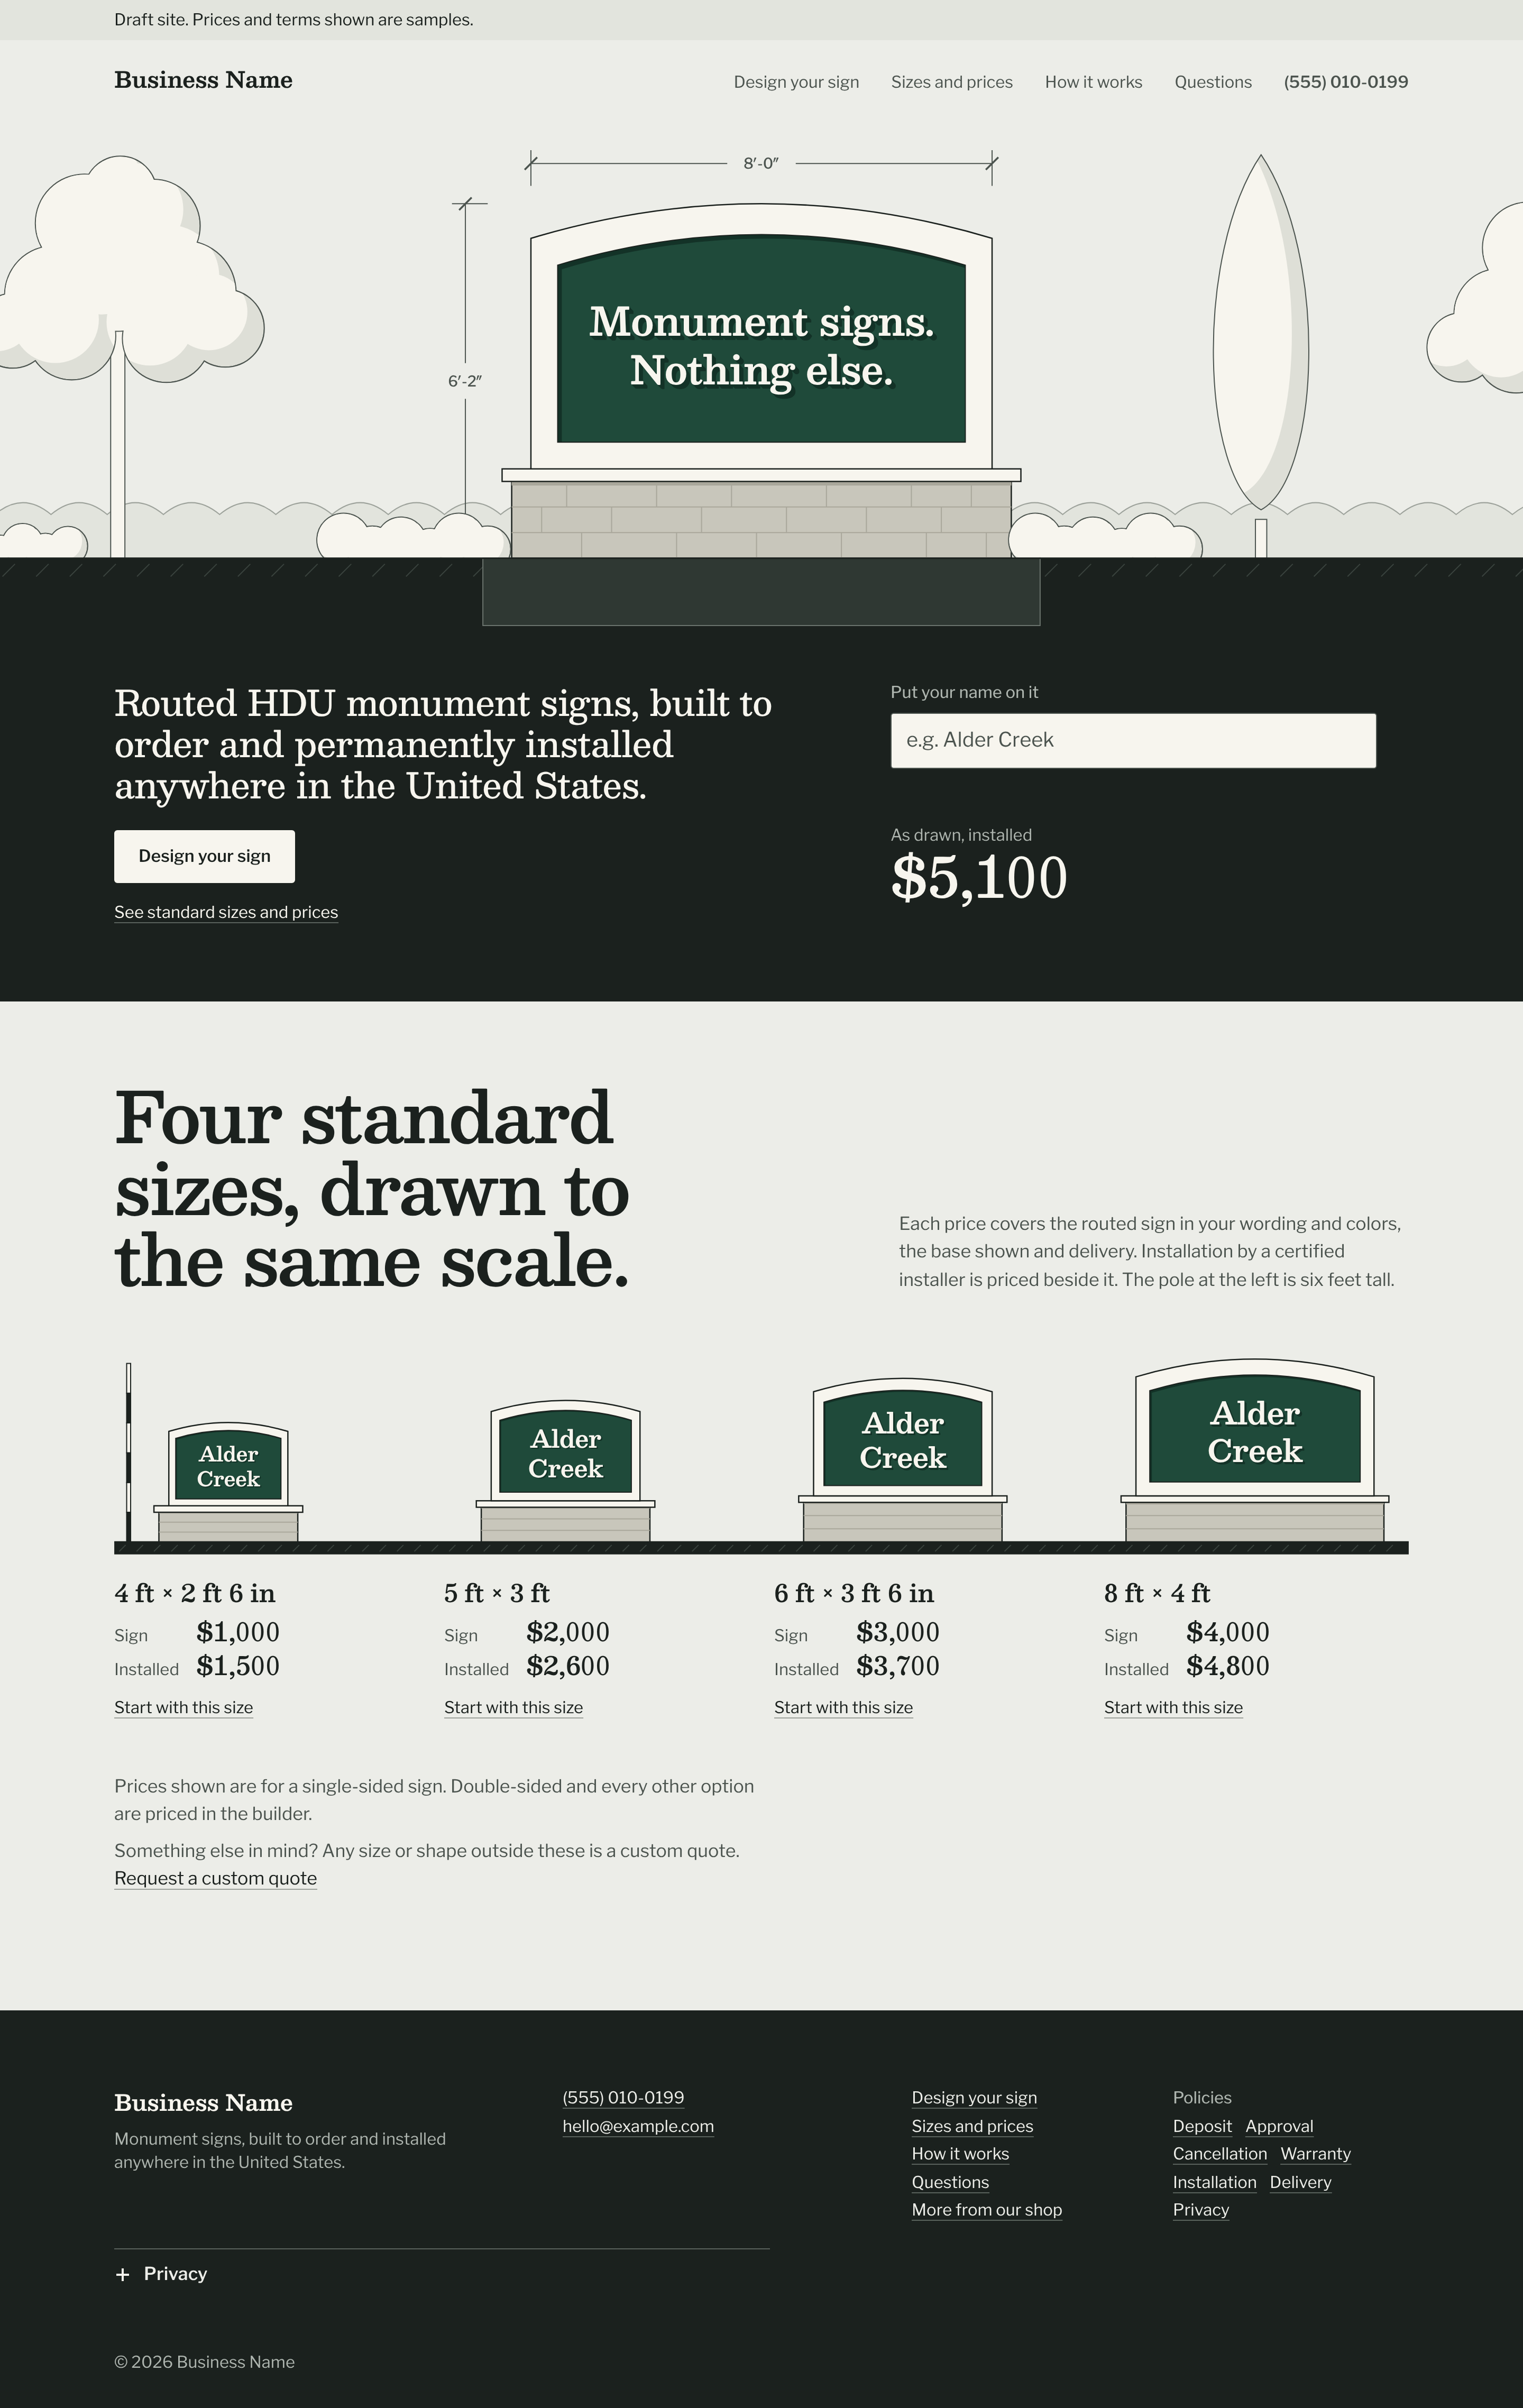 Draft site. Prices and terms shown are samples.
Business Name
Design your sign
Sizes and prices
How it works
Questions
(555) 010-0199
8′-0″
6′-2″
Monument signs.
Nothing else.
Routed HDU monument signs, built to
order and permanently installed
anywhere in the United States.
Design your sign
See standard sizes and prices
Put your name on it
e.g. Alder Creek
As drawn, installed
$5,100
Four standard
sizes, drawn to
the same scale.
Each price covers the routed sign in your wording and colors,
the base shown and delivery. Installation by a certified
installer is priced beside it. The pole at the left is six feet tall.
Alder
Creek
Alder
Creek
Alder
Creek
Alder
Creek
4 ft × 2 ft 6 in
Sign $1,000
Installed $1,500
Start with this size
5 ft × 3 ft
Sign $2,000
Installed $2,600
Start with this size
6 ft × 3 ft 6 in
Sign $3,000
Installed $3,700
Start with this size
8 ft × 4 ft
Sign $4,000
Installed $4,800
Start with this size
Prices shown are for a single-sided sign. Double-sided and every other option
are priced in the builder.
Something else in mind? Any size or shape outside these is a custom quote.
Request a custom quote
Business Name
Monument signs, built to order and installed
anywhere in the United States.
(555) 010-0199
hello@example.com
Design your sign
Sizes and prices
How it works
Questions
More from our shop
Policies
Deposit Approval
Cancellation Warranty
Installation Delivery
Privacy
+ Privacy
© 2026 Business Name